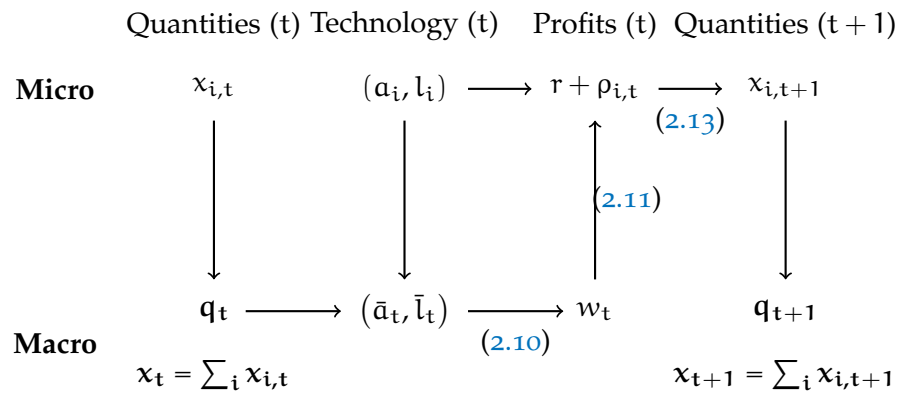 Quantities (t) Technology (t) Profits (t) Quantities (t + 1)
Micro x_{i,t} (a_i, l_i) r + ρ_{i,t} x_{i,t+1}
(2.13)
(2.11)
q_t (ā_t, l̄_t) w_t q_{t+1}
Macro (2.10)
x_t = ∑_i x_{i,t} x_{t+1} = ∑_i x_{i,t+1}